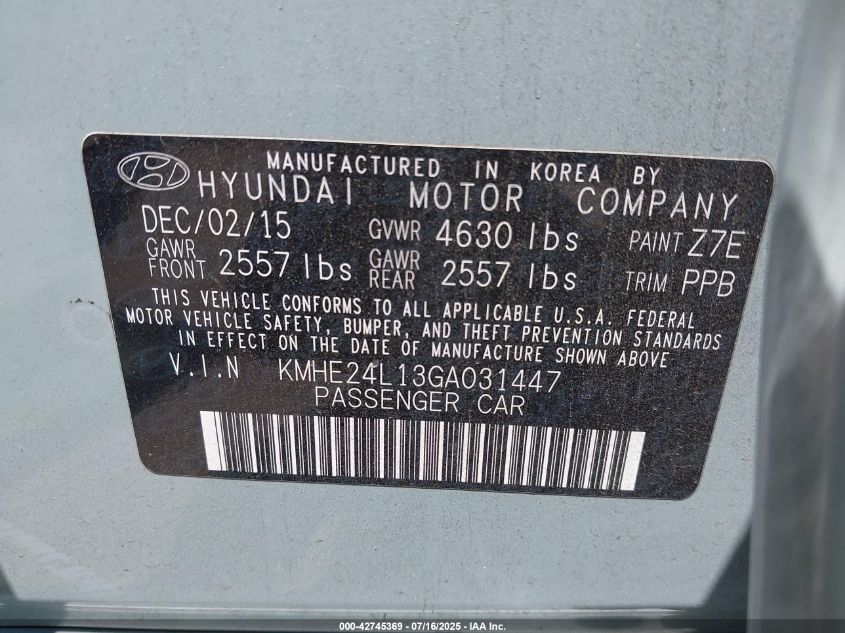 MANUFACTURED IN KOREA BY
HYUNDAI MOTOR COMPANY
DEC/02/15 GVWR 4630 lbs PAINT Z7E
GAWR FRONT 2557 lbs GAWR REAR 2557 lbs TRIM PPB
THIS VEHICLE CONFORMS TO ALL APPLICABLE U.S.A. FEDERAL
MOTOR VEHICLE SAFETY, BUMPER, AND THEFT PREVENTION STANDARDS
IN EFFECT ON THE DATE OF MANUFACTURE SHOWN ABOVE
V.I.N KMHE24L13GA031447
PASSENGER CAR
000-42745369 - 07/16/2025 - IAA Inc.